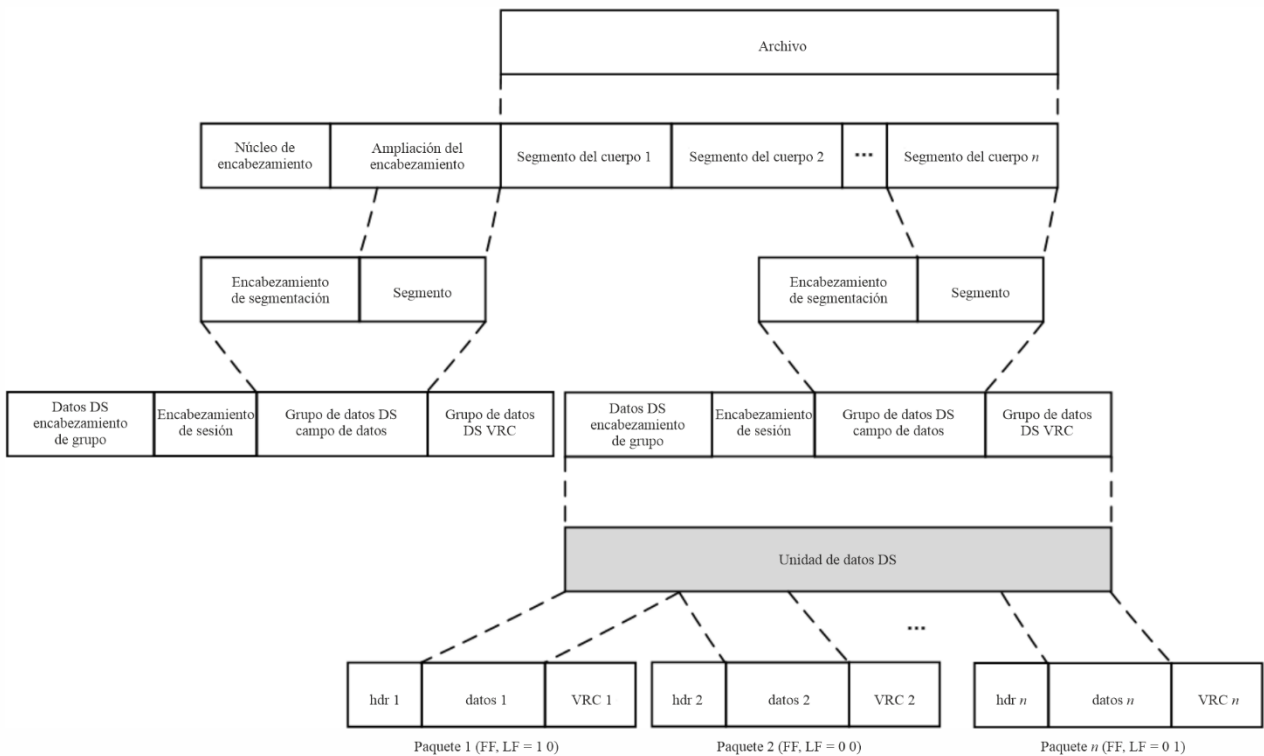 Archivo
Núcleo de
encabezamiento
Ampliación del
encabezamiento
Segmento del cuerpo 1
Segmento del cuerpo 2
...
Segmento del cuerpo n
Encabezamiento
de segmentación
Segmento
Encabezamiento
de segmentación
Segmento
Datos DS
encabezamiento
de grupo
Encabezamiento
de sesión
Grupo de datos DS
campo de datos
Grupo de datos
DS VRC
Datos DS
encabezamiento
de grupo
Encabezamiento
de sesión
Grupo de datos DS
campo de datos
Grupo de datos
DS VRC
Unidad de datos DS
...
hdr 1
datos 1
VRC 1
hdr 2
datos 2
VRC 2
hdr n
datos n
VRC n
Paquete 1 (FF, LF = 1 0)
Paquete 2 (FF, LF = 0 0)
Paquete n (FF, LF = 0 1)